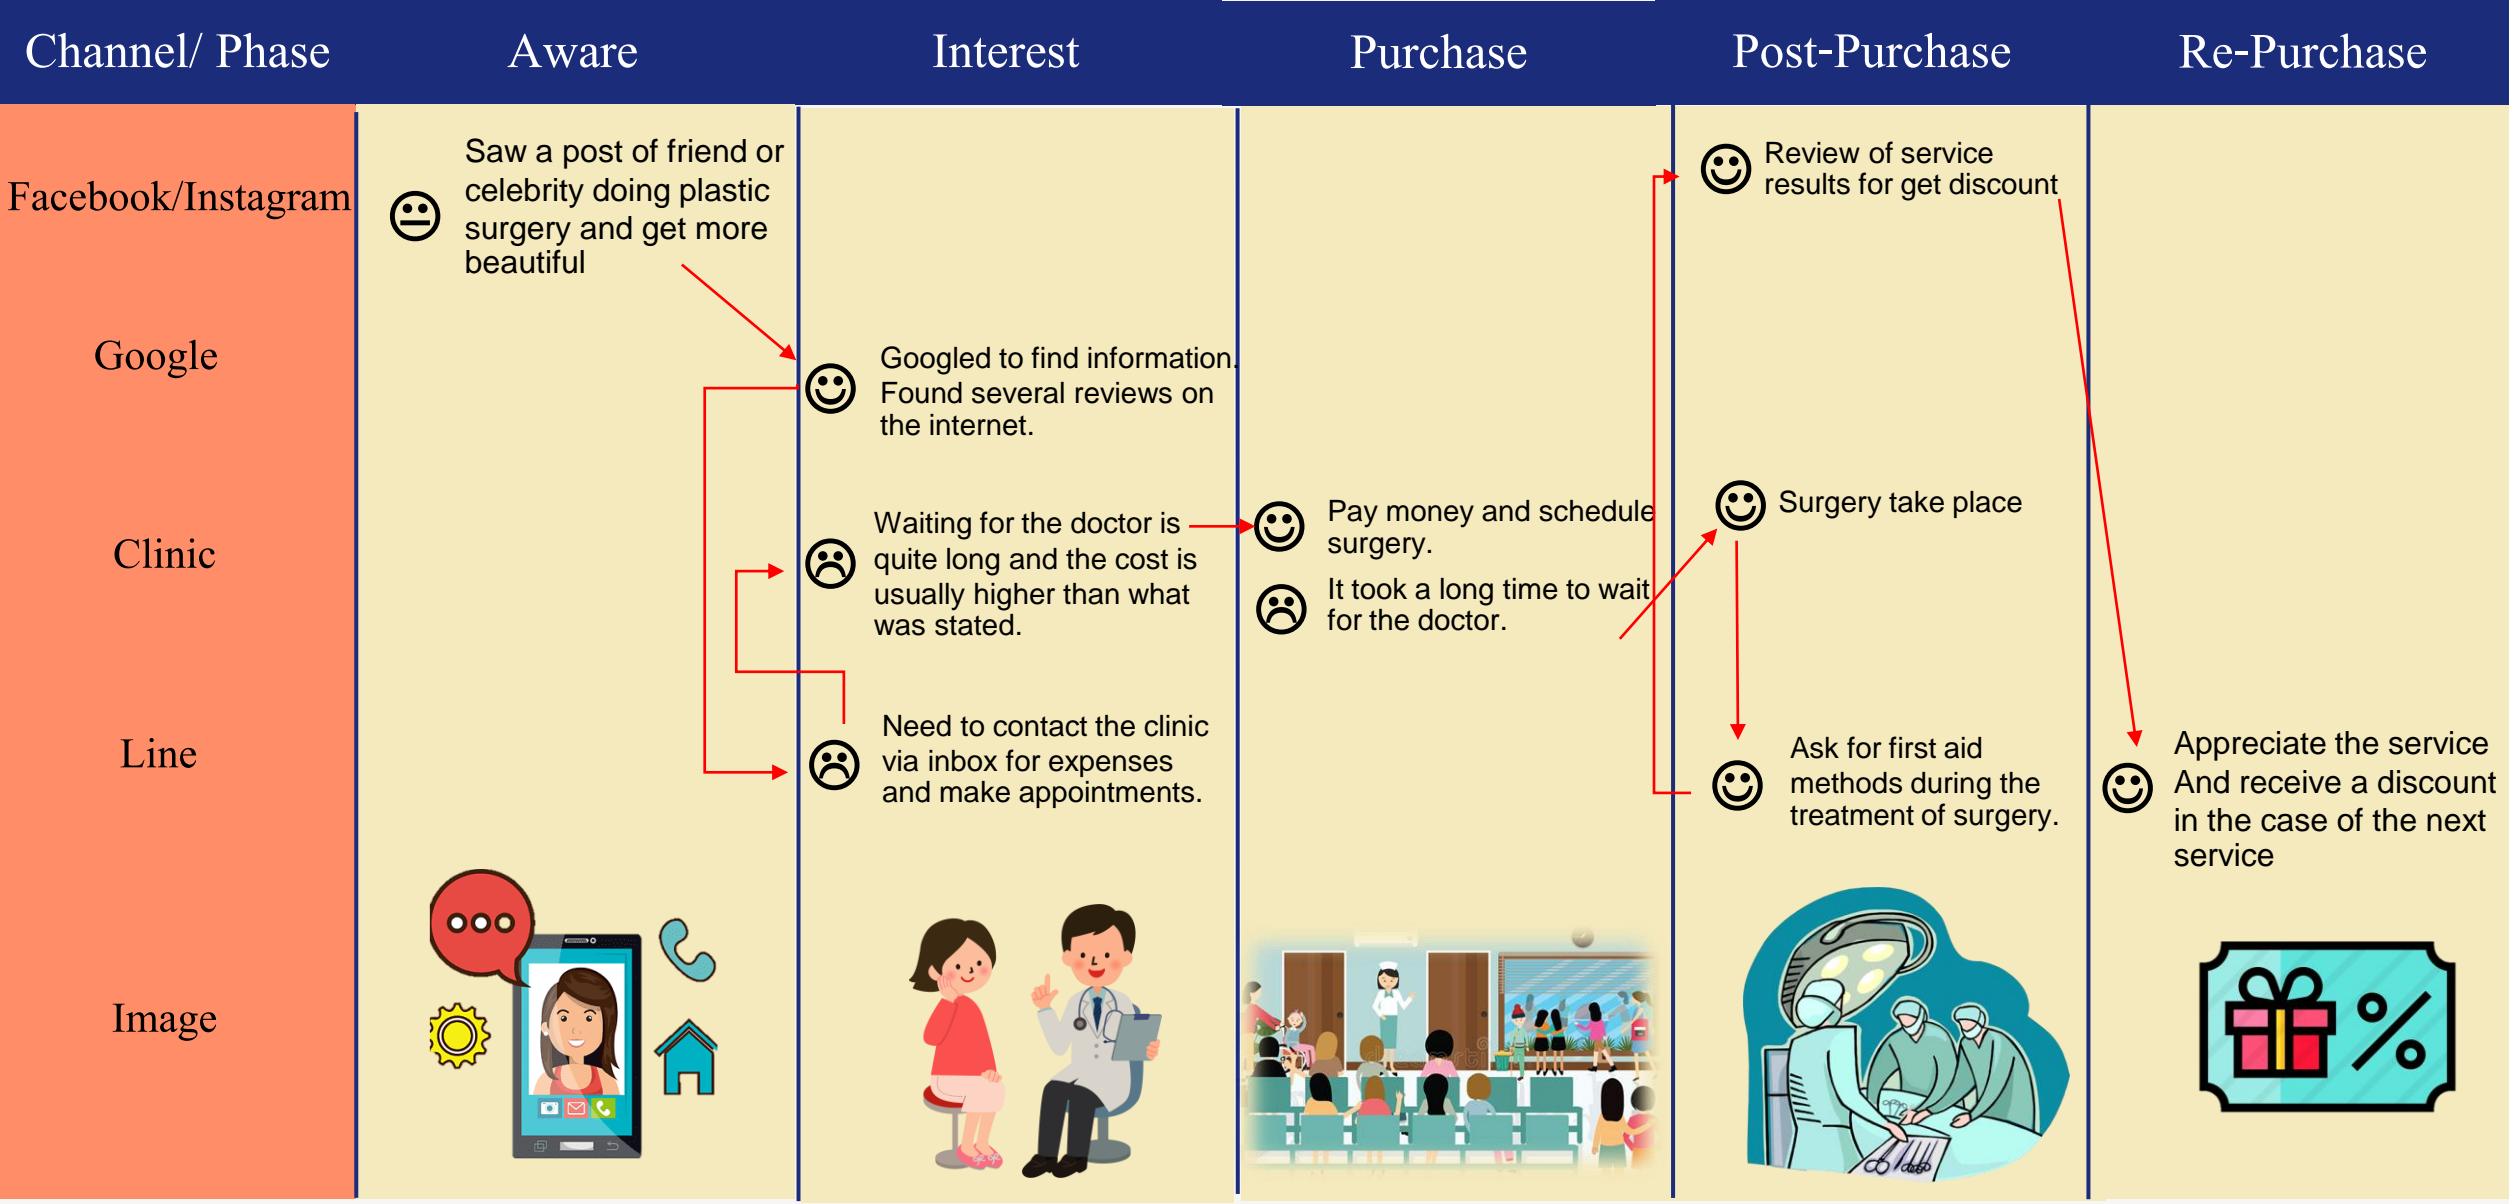 Channel/ Phase
Aware
Interest
Purchase
Post-Purchase
Re-Purchase
Facebook/Instagram
Saw a post of friend or
celebrity doing plastic
surgery and get more
beautiful
Review of service
results for get discount
Google
Googled to find information.
Found several reviews on
the internet.
Clinic
Waiting for the doctor is
quite long and the cost is
usually higher than what
was stated.
Pay money and schedule
surgery.
It took a long time to wait
for the doctor.
Surgery take place
Line
Need to contact the clinic
via inbox for expenses
and make appointments.
Ask for first aid
methods during the
treatment of surgery.
Appreciate the service
And receive a discount
in the case of the next
service
Image
%